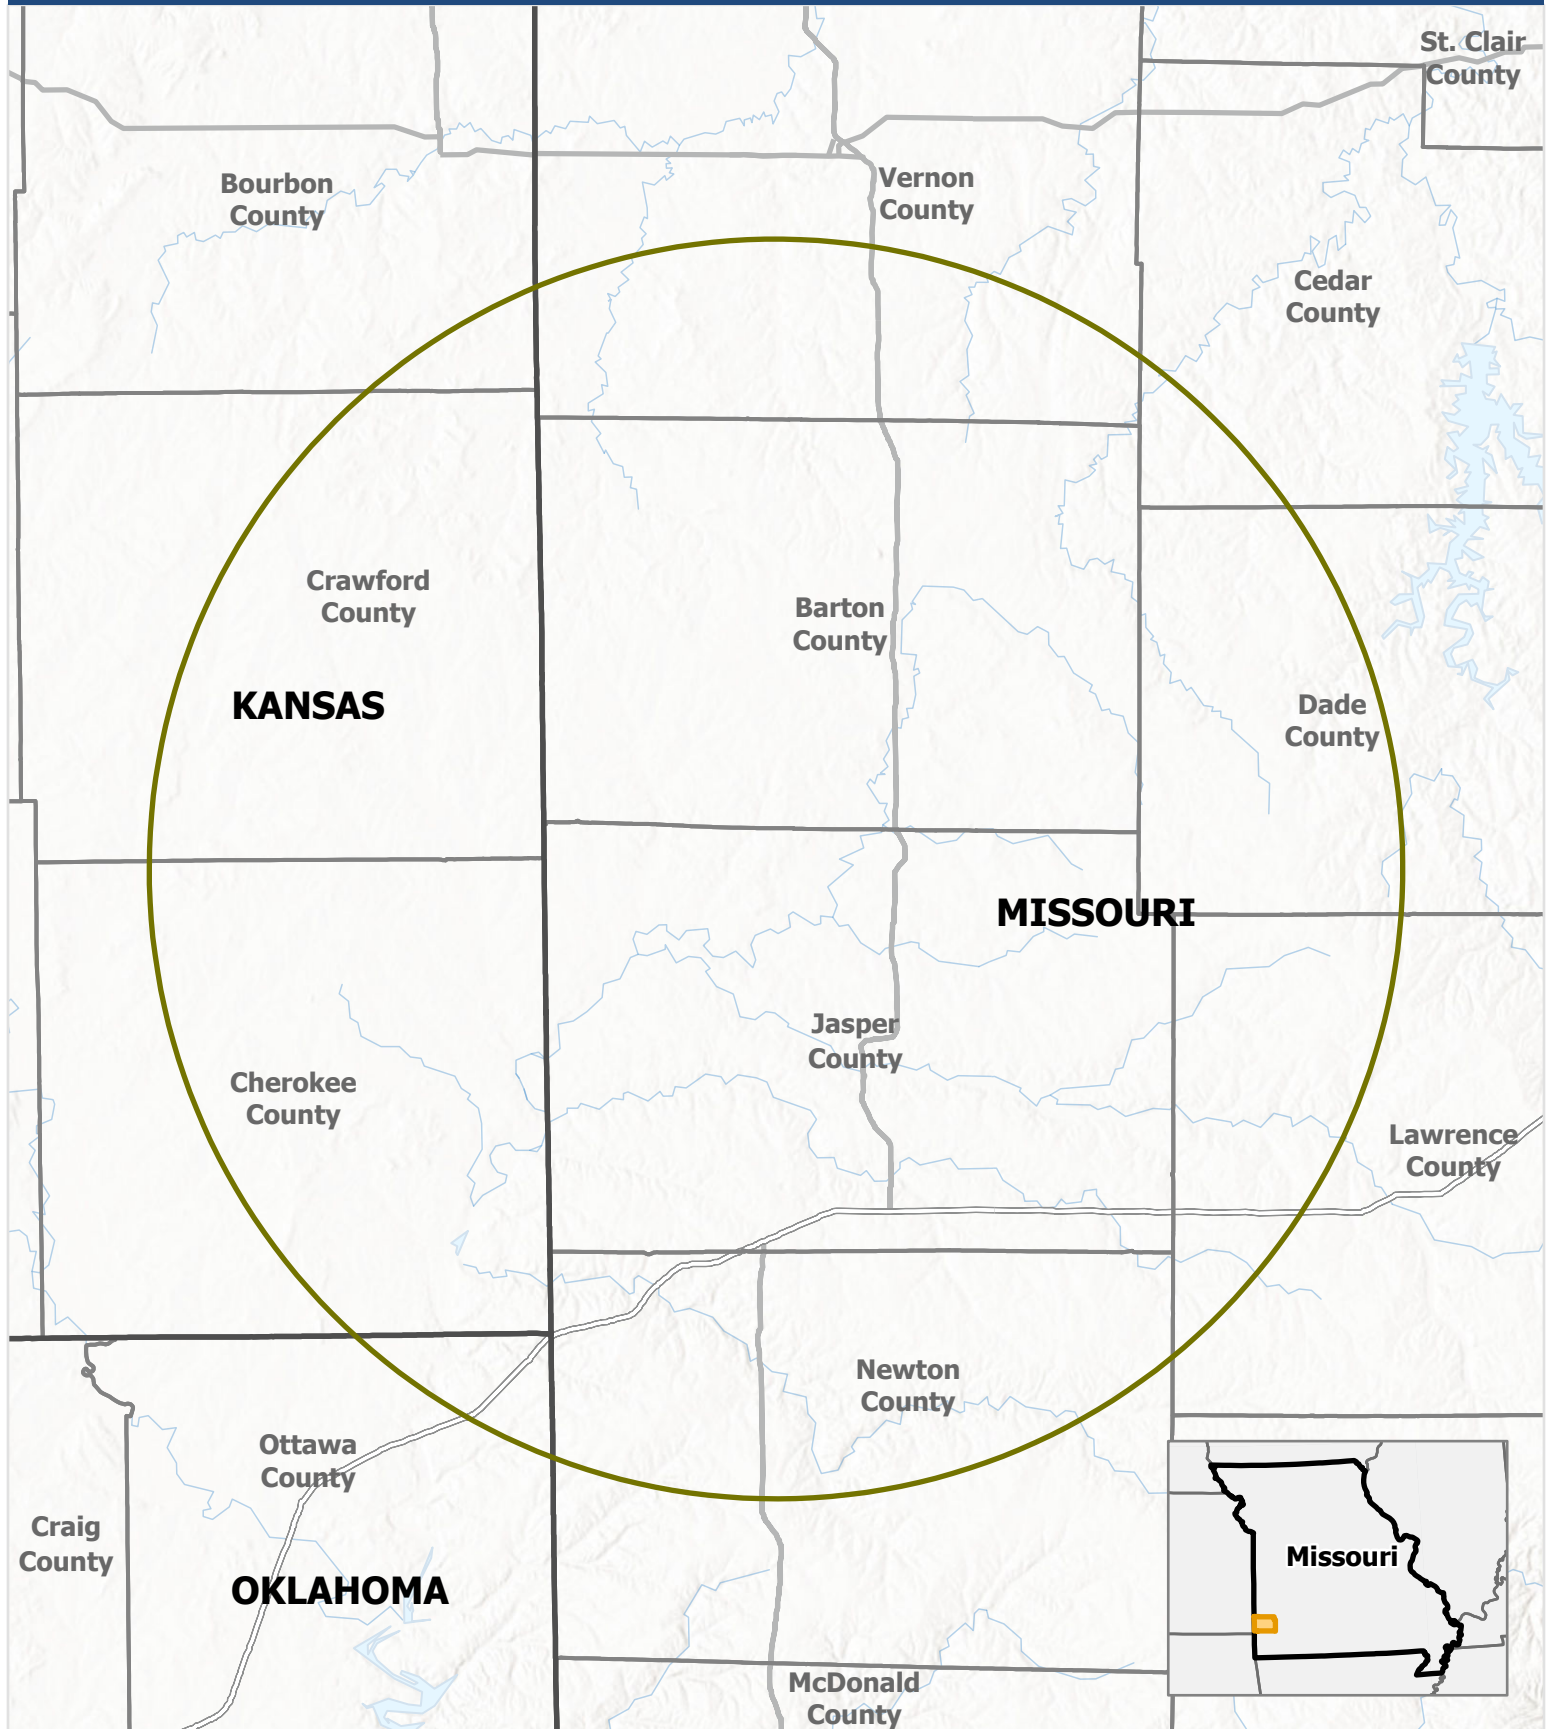 St. Clair
County
Bourbon
County
Vernon
County
Cedar
County
Crawford
County
Barton
County
KANSAS
Dade
County
MISSOURI
Jasper
County
Cherokee
County
Lawrence
County
Newton
County
Ottawa
County
Craig
County
Missouri
OKLAHOMA
McDonald
County